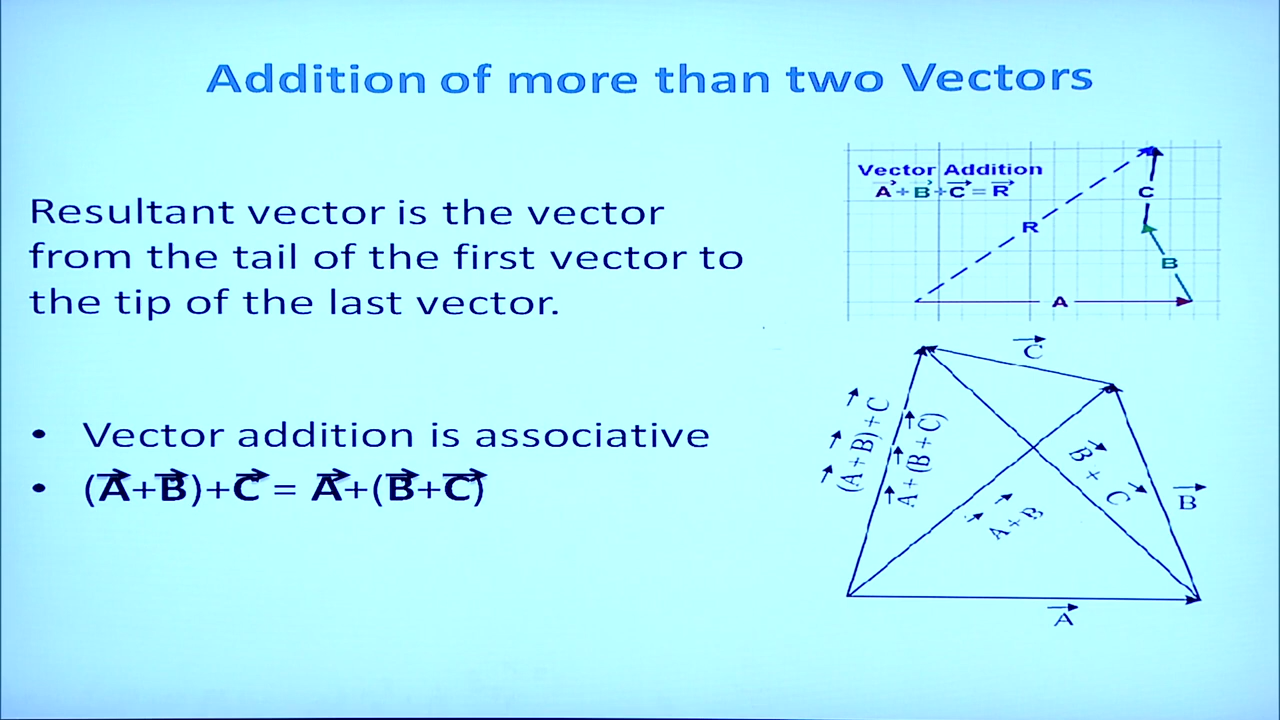 Addition of more than two Vectors
Resultant vector is the vector
from the tail of the first vector to
the tip of the last vector.
• Vector addition is associative
• (A⃗+B⃗)+C⃗ = A⃗+(B⃗+C⃗)
Vector Addition
A⃗+B⃗+C⃗=R⃗
R
C
B
A
C⃗
(A⃗+B⃗)+C⃗
A⃗+(B⃗+C⃗)
B⃗+C⃗
A⃗+B⃗
B⃗
A⃗